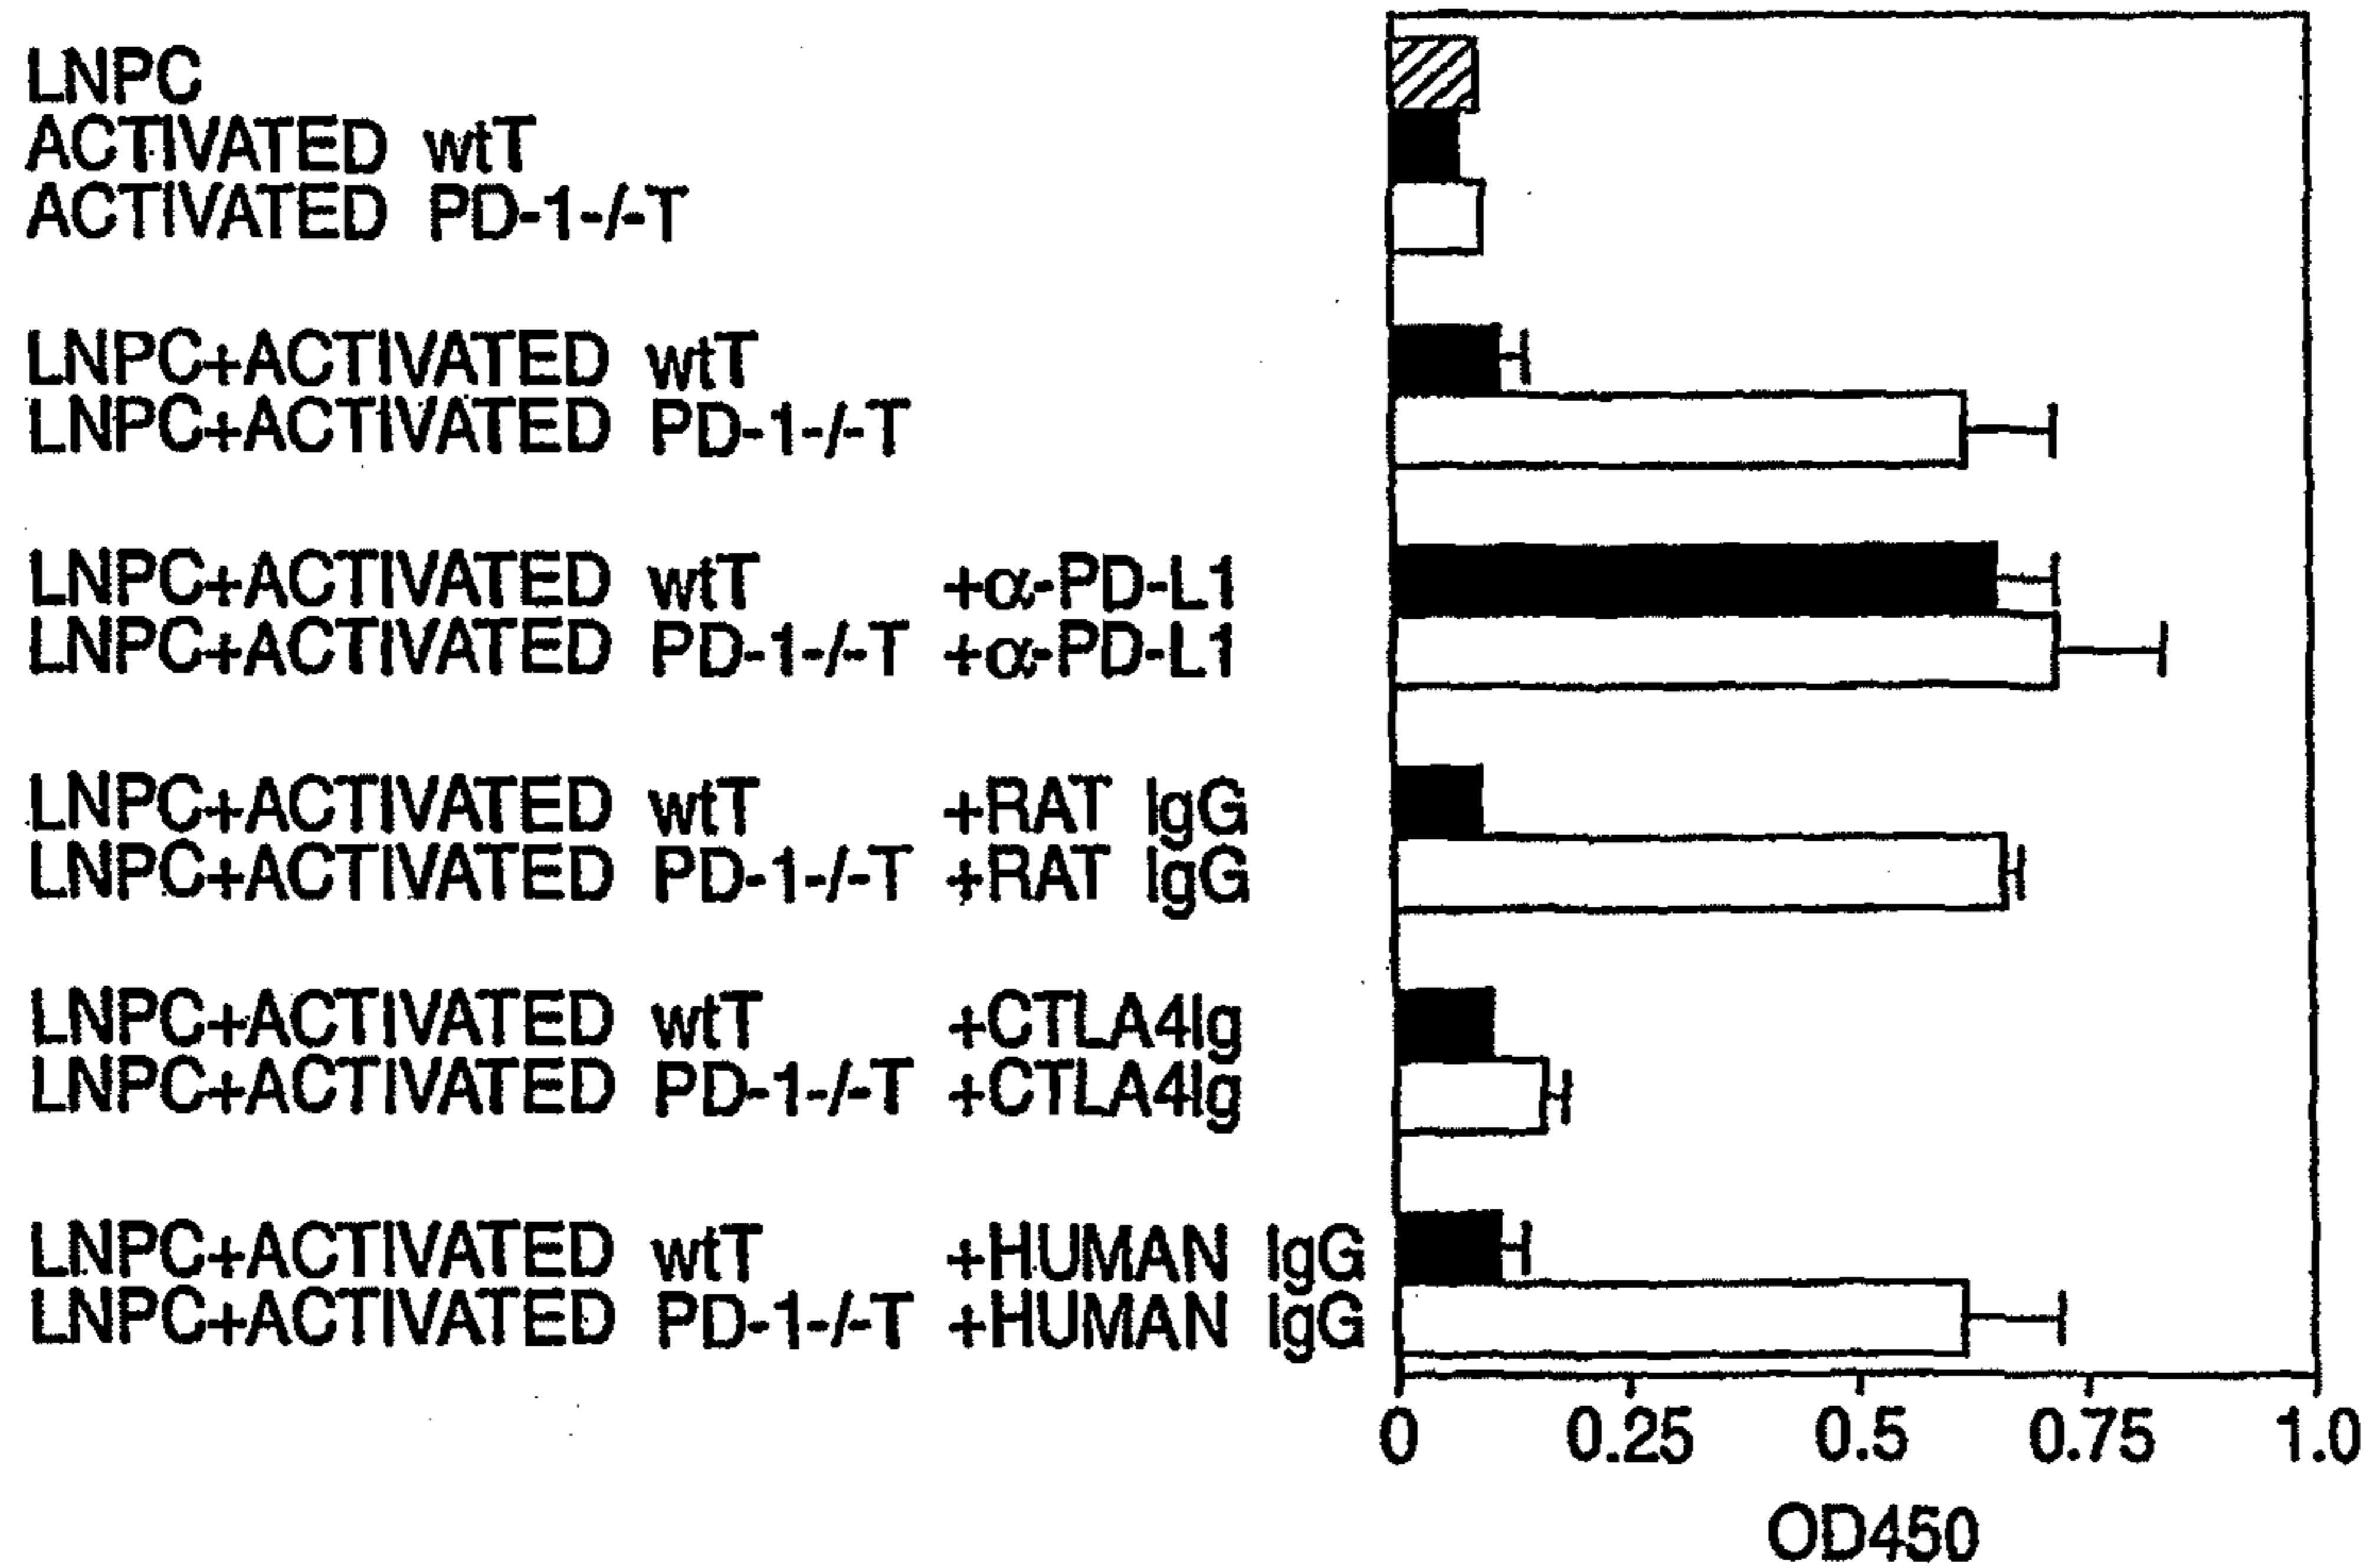 LNPC
ACTIVATED wtT
ACTIVATED PD-1-/-T
LNPC+ACTIVATED wtT
LNPC+ACTIVATED PD-1-/-T
LNPC+ACTIVATED wtT +α-PD-L1
LNPC+ACTIVATED PD-1-/-T +α-PD-L1
LNPC+ACTIVATED wtT +RAT IgG
LNPC+ACTIVATED PD-1-/-T +RAT IgG
LNPC+ACTIVATED wtT +CTLA4Ig
LNPC+ACTIVATED PD-1-/-T +CTLA4Ig
LNPC+ACTIVATED wtT +HUMAN IgG
LNPC+ACTIVATED PD-1-/-T +HUMAN IgG
0 0.25 0.5 0.75 1.0
OD450